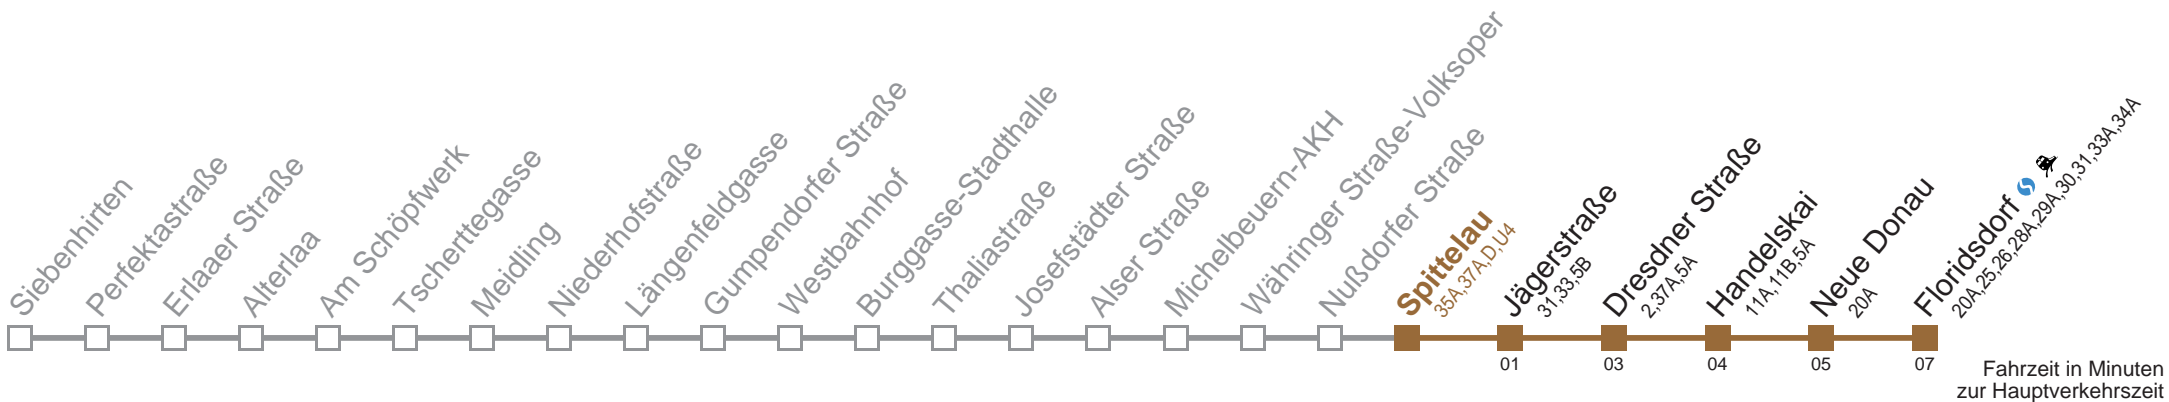 Siebenhirten
Perfektastraße
Erlaaer Straße
Alterlaa
Am Schöpfwerk
Tscherttegasse
Meidling
Niederhofstraße
Längenfeldgasse
Gumpendorfer Straße
Westbahnhof
Burggasse-Stadthalle
Thaliastraße
Josefstädter Straße
Alser Straße
Michelbeuern-AKH
Währinger Straße-Volksoper
Nußdorfer Straße
Spittelau
35A,37A,D,U4
Jägerstraße
31,33,5B
01
Dresdner Straße
2,37A,5A
03
Handelskai
11A,11B,5A
04
Neue Donau
20A
05
Floridsdorf
20A,25,26,28A,29A,30,31,33A,34A
07
Fahrzeit in Minuten
zur Hauptverkehrszeit